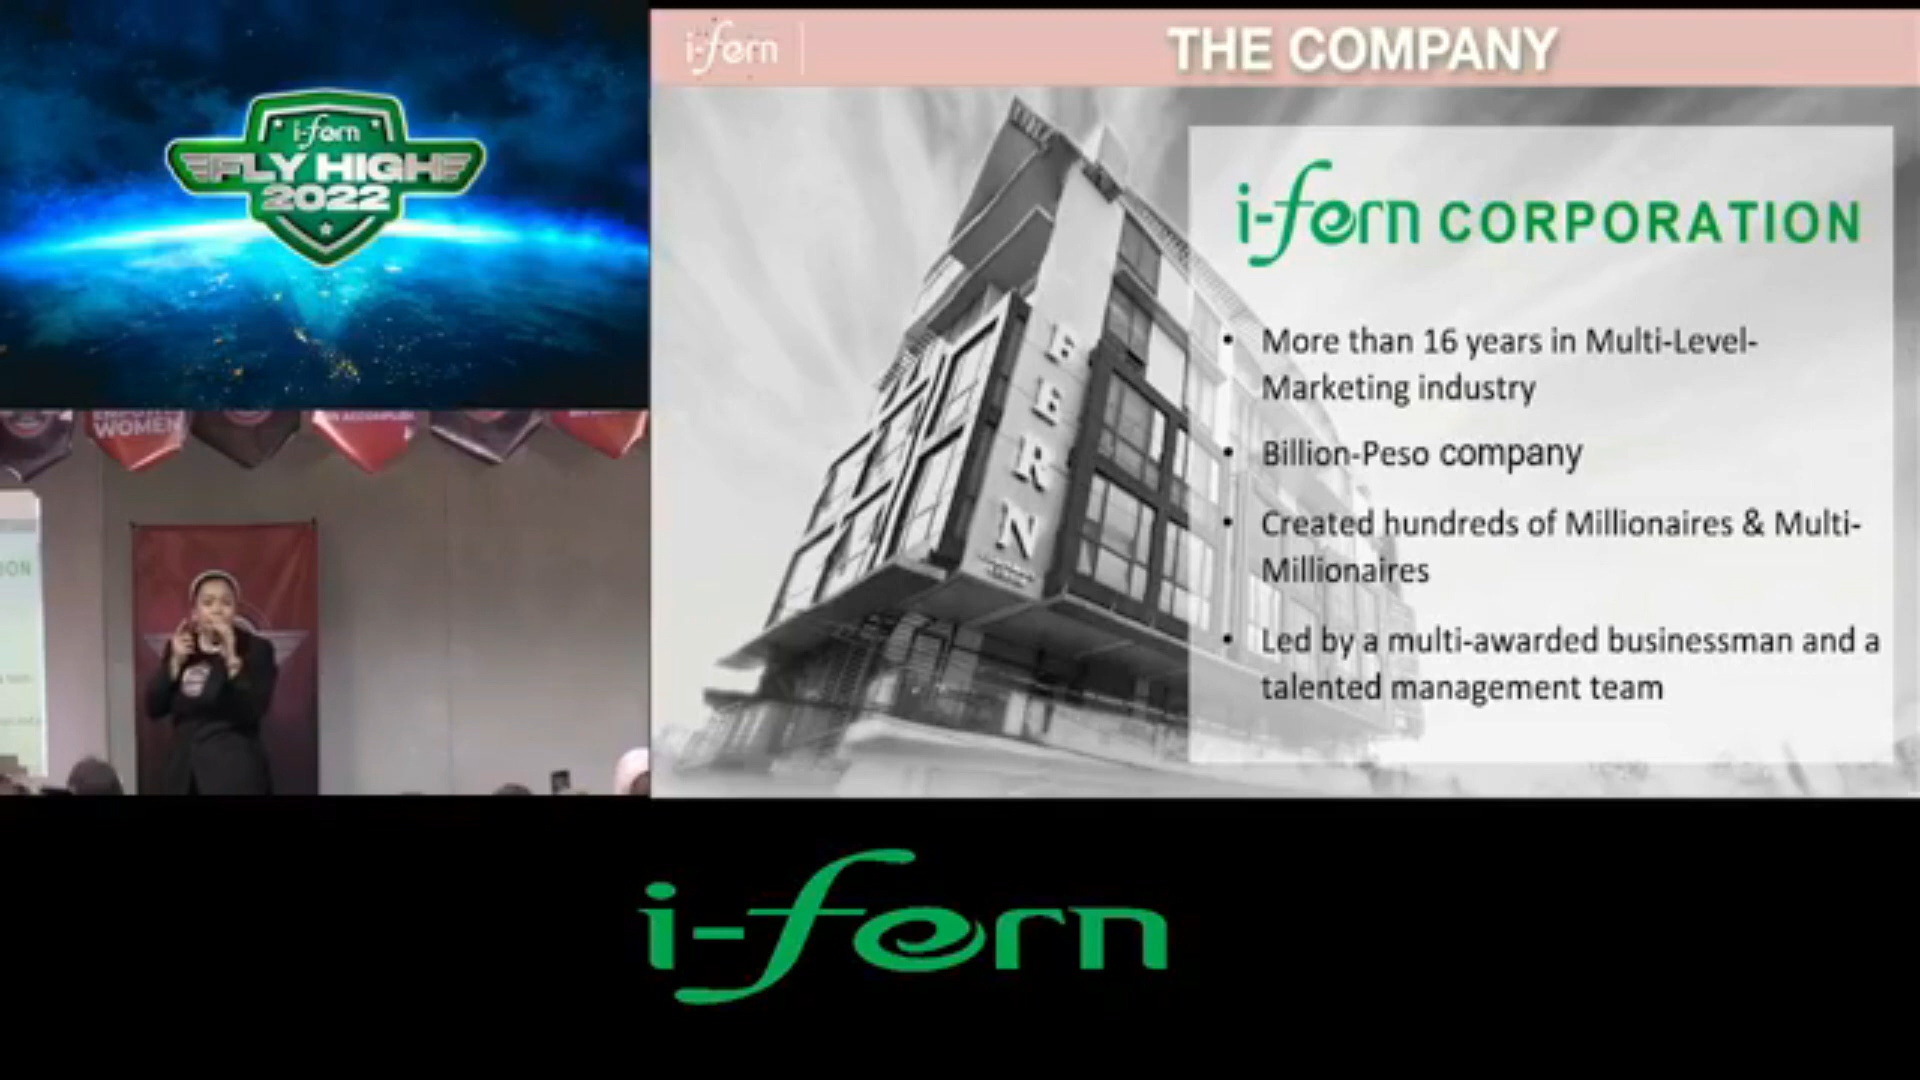 i-fern
FLY HIGH
2022
WOMEN
ION
i-fern
THE COMPANY
BERN
i-fern CORPORATION
• More than 16 years in Multi-Level-
Marketing industry
• Billion-Peso company
• Created hundreds of Millionaires & Multi-
Millionaires
• Led by a multi-awarded businessman and a
talented management team
i-fern